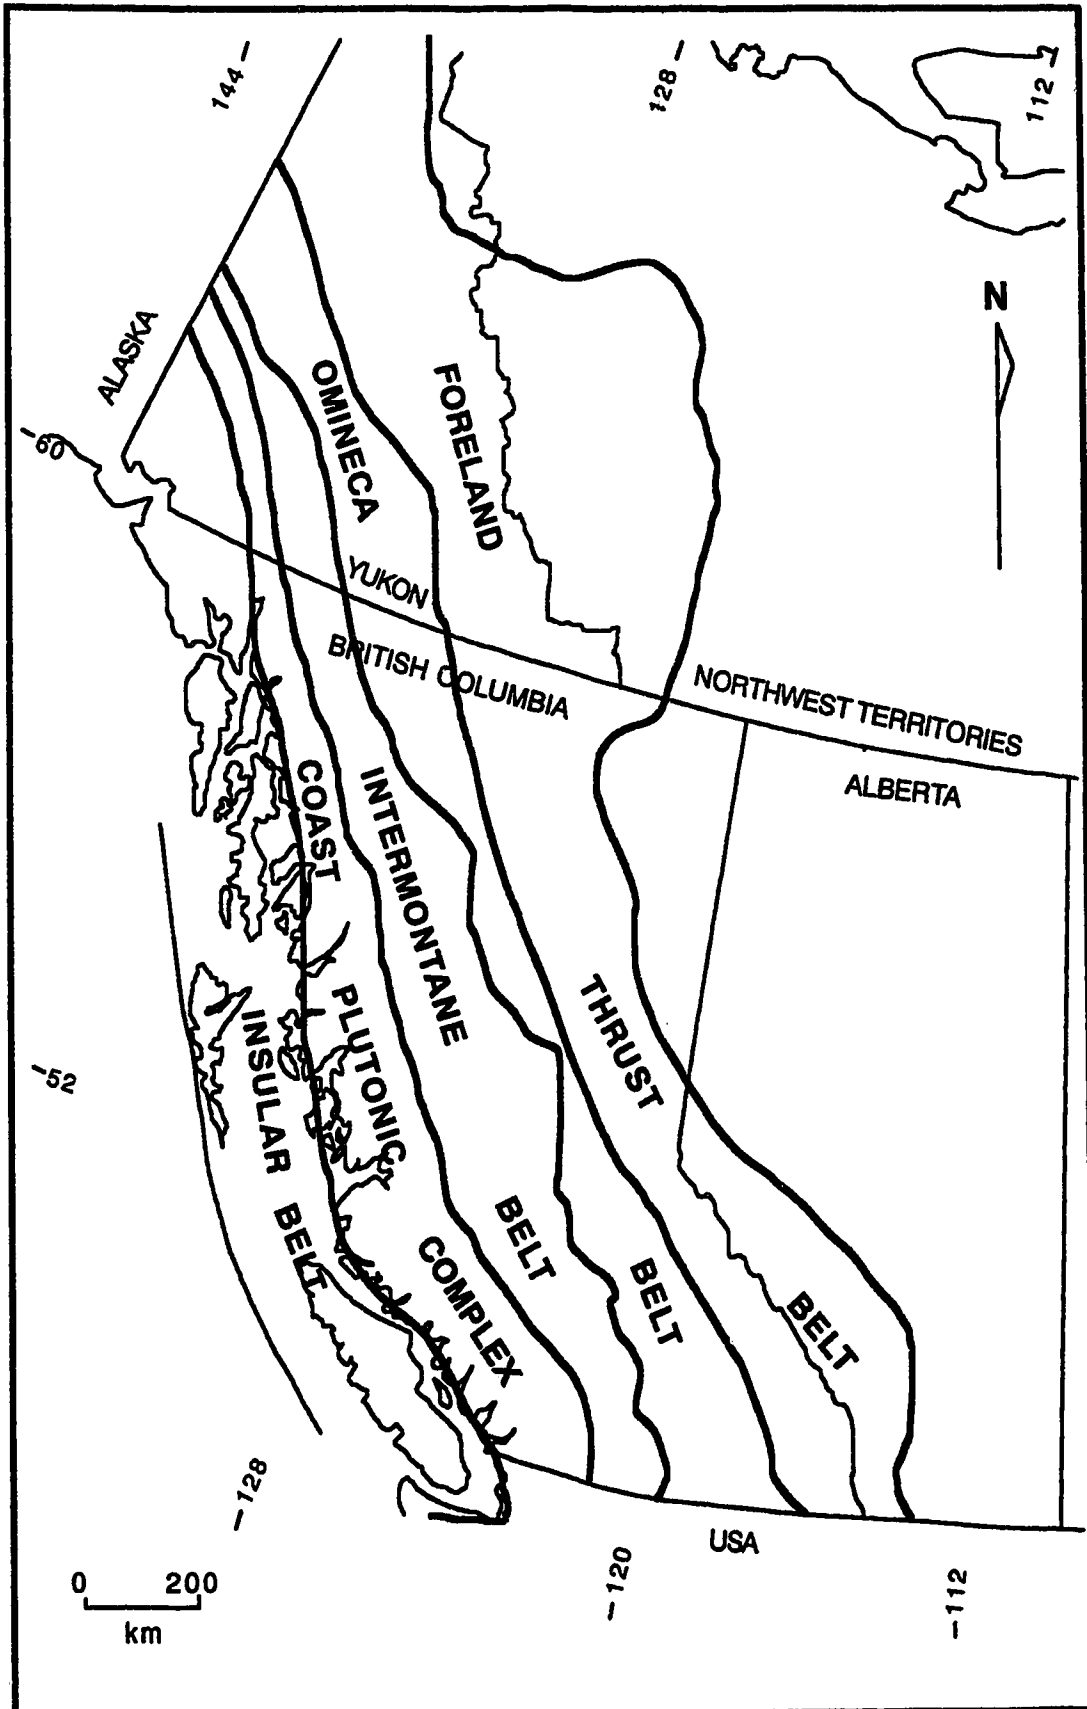 144
128
112
N
ALASKA
60
OMINECA
FORELAND
YUKON
BRITISH COLUMBIA
NORTHWEST TERRITORIES
ALBERTA
COAST
INTERMONTANE
PLUTONIC
THRUST
INSULAR BELT
52
COMPLEX
BELT
BELT
BELT
128
USA
120
112
0 200
km